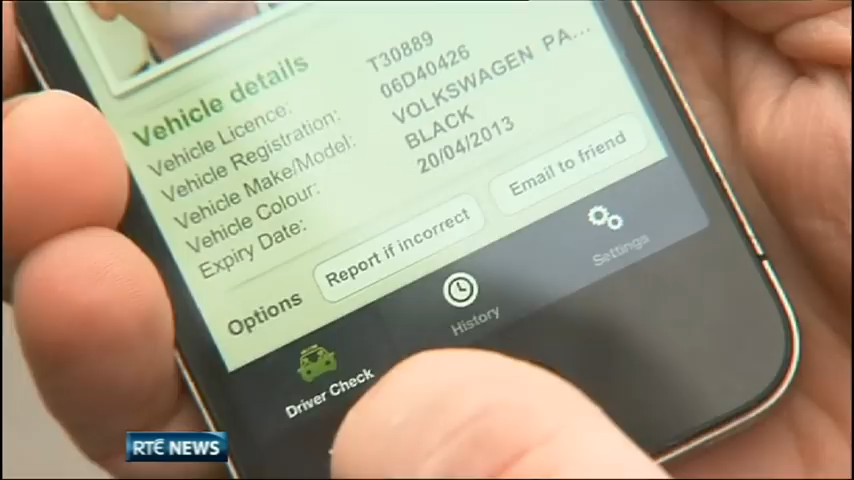 Vehicle details
Vehicle Licence: T30889
Vehicle Registration: 06D40426
Vehicle Make/Model: VOLKSWAGEN PA...
Vehicle Colour: BLACK
Expiry Date: 20/04/2013
Options Report if incorrect Email to friend
Driver Check History Settings
RTÉ NEWS